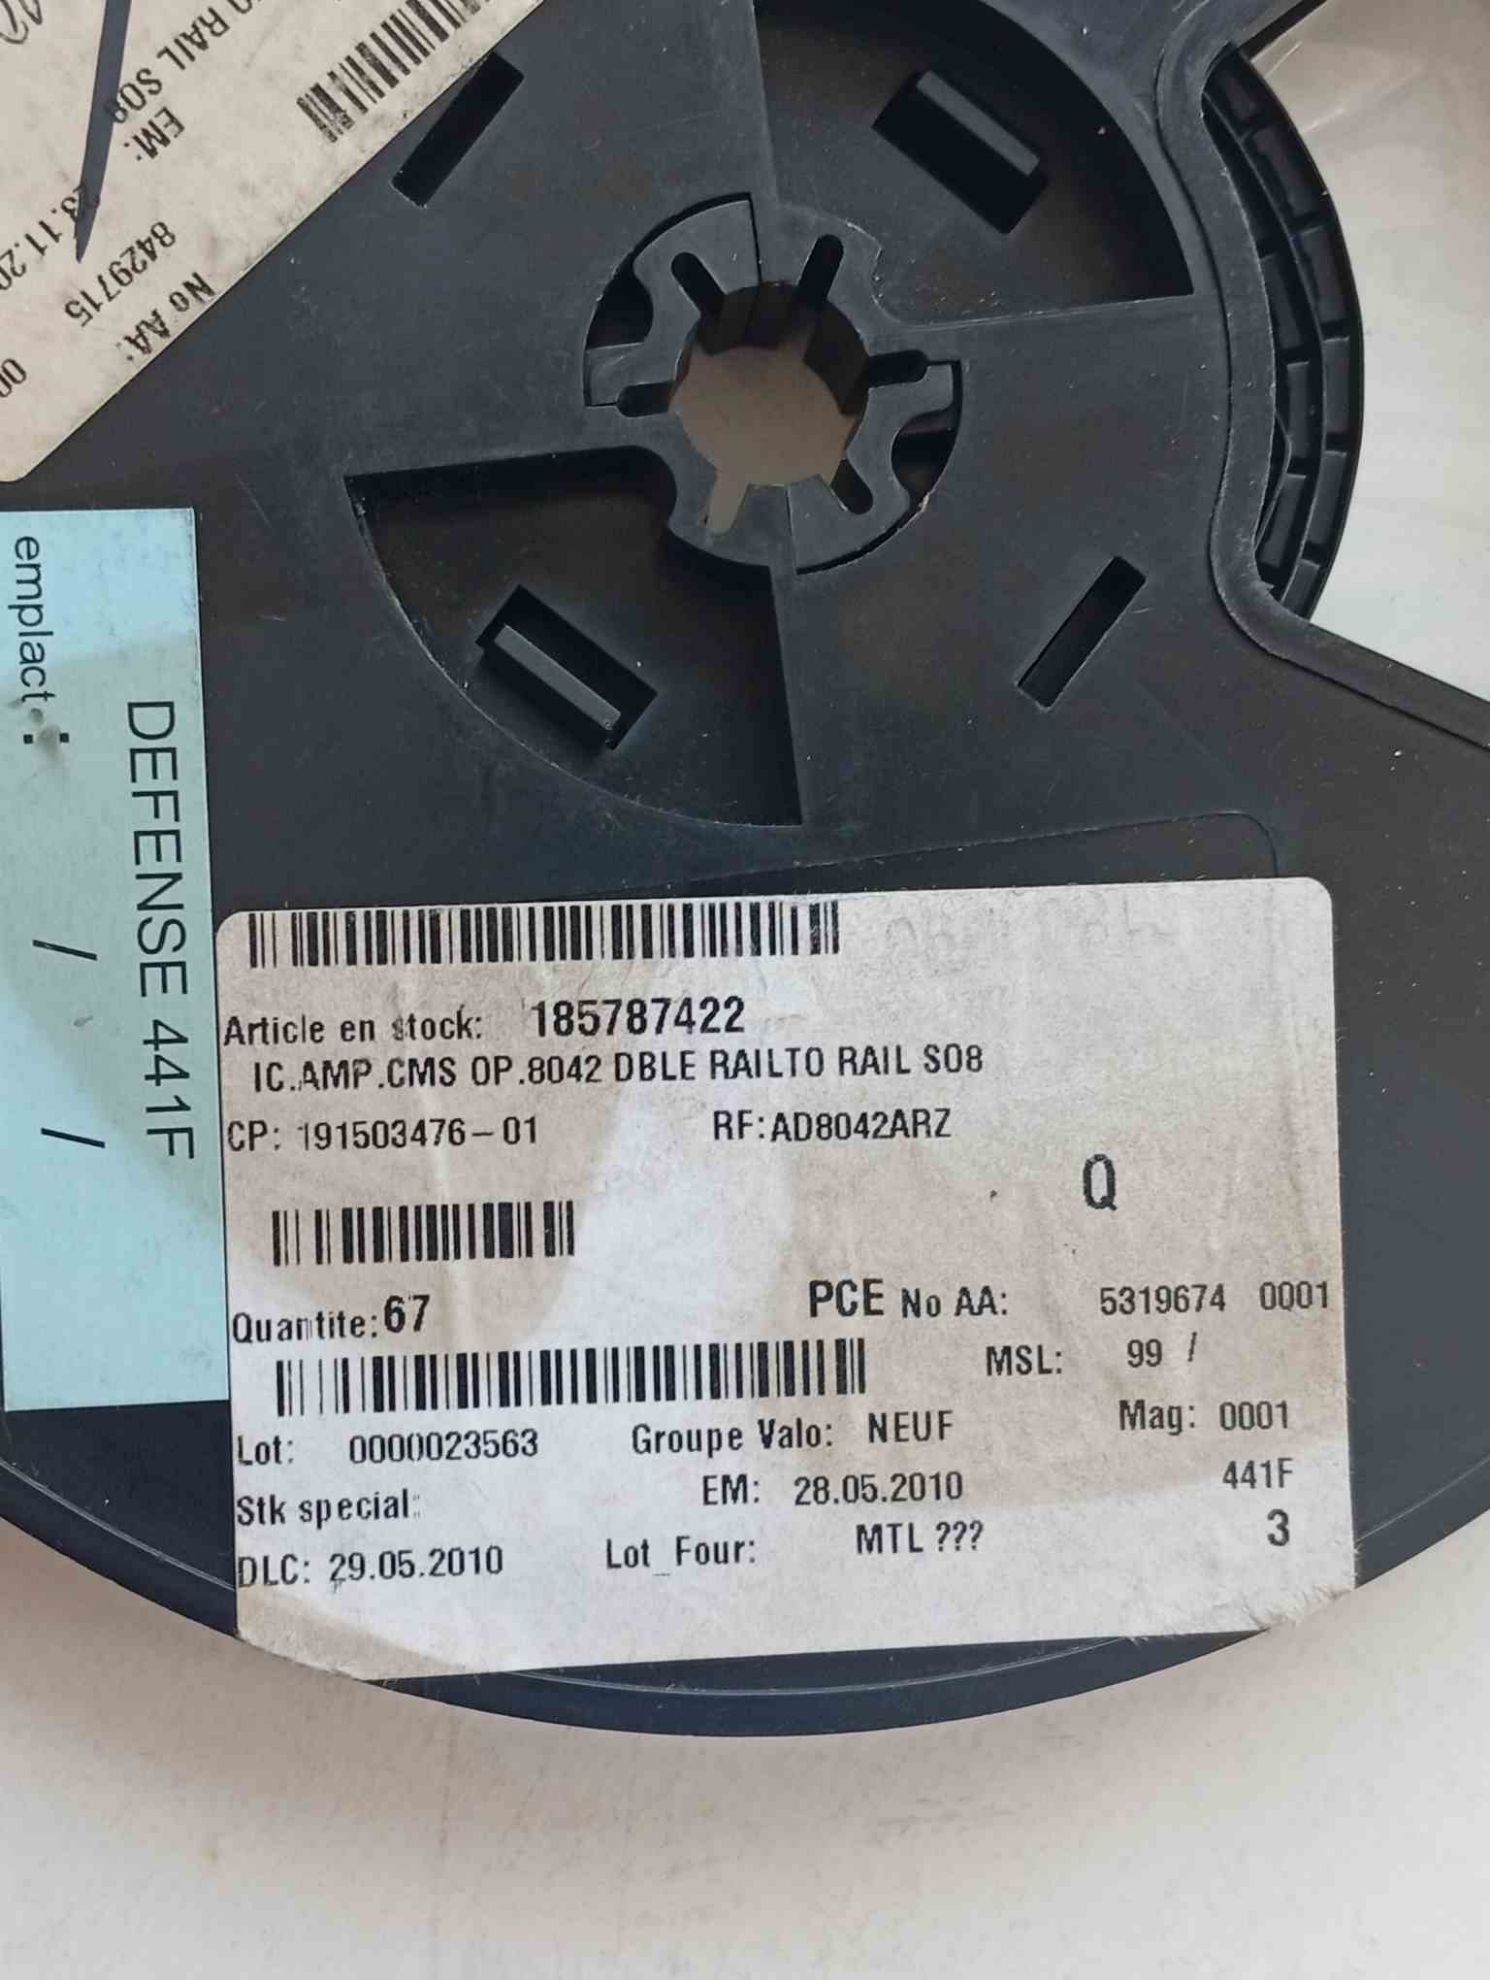 RAIL SO8
EM:
8429715
No AA:
emplact.:
/ /
DEFENSE 441F
Article en stock: 185787422
IC.AMP.CMS OP.8042 DBLE RAILTO RAIL SO8
CP: 191503476-01 RF:AD8042ARZ
Q
Quantite: 67 PCE No AA: 5319674 0001
MSL: 99 /
Lot: 0000023563 Groupe Valo: NEUF Mag: 0001
Stk special: EM: 28.05.2010 441F
DLC: 29.05.2010 Lot_Four: MTL ??? 3